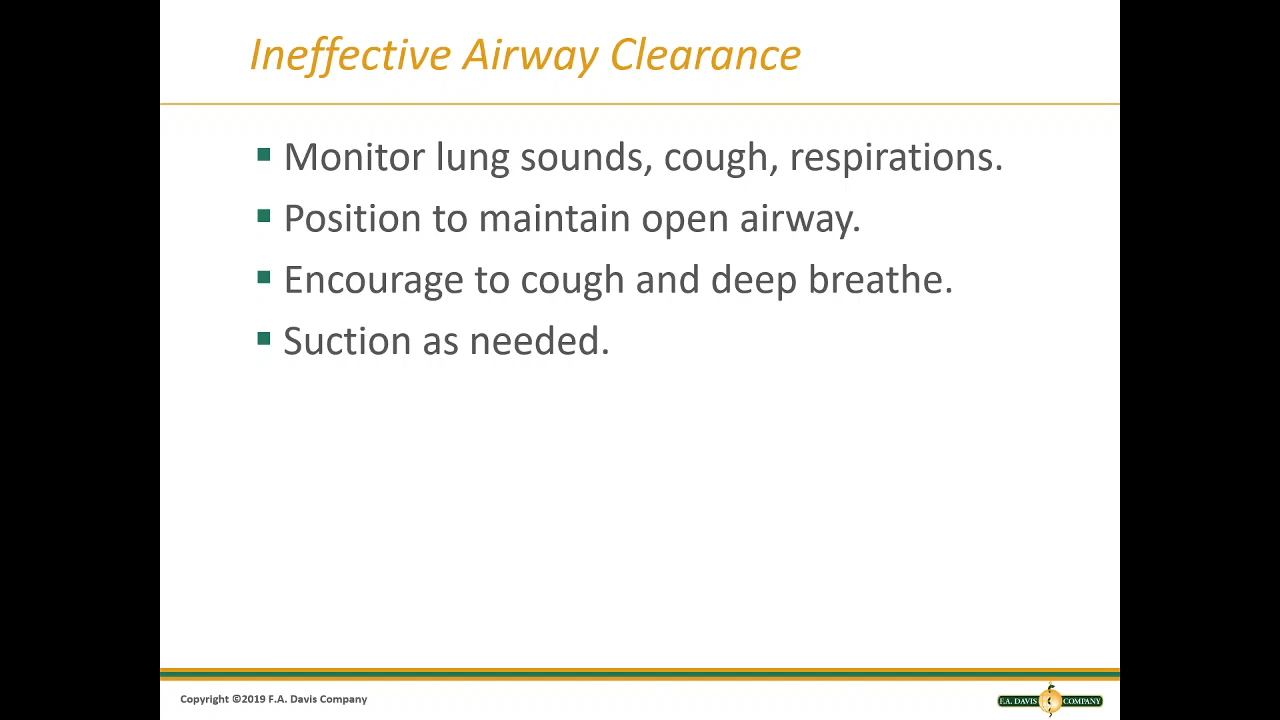 Ineffective Airway Clearance
Monitor lung sounds, cough, respirations.
Position to maintain open airway.
Encourage to cough and deep breathe.
Suction as needed.
Copyright ©2019 F.A. Davis Company
F.A. DAVIS COMPANY